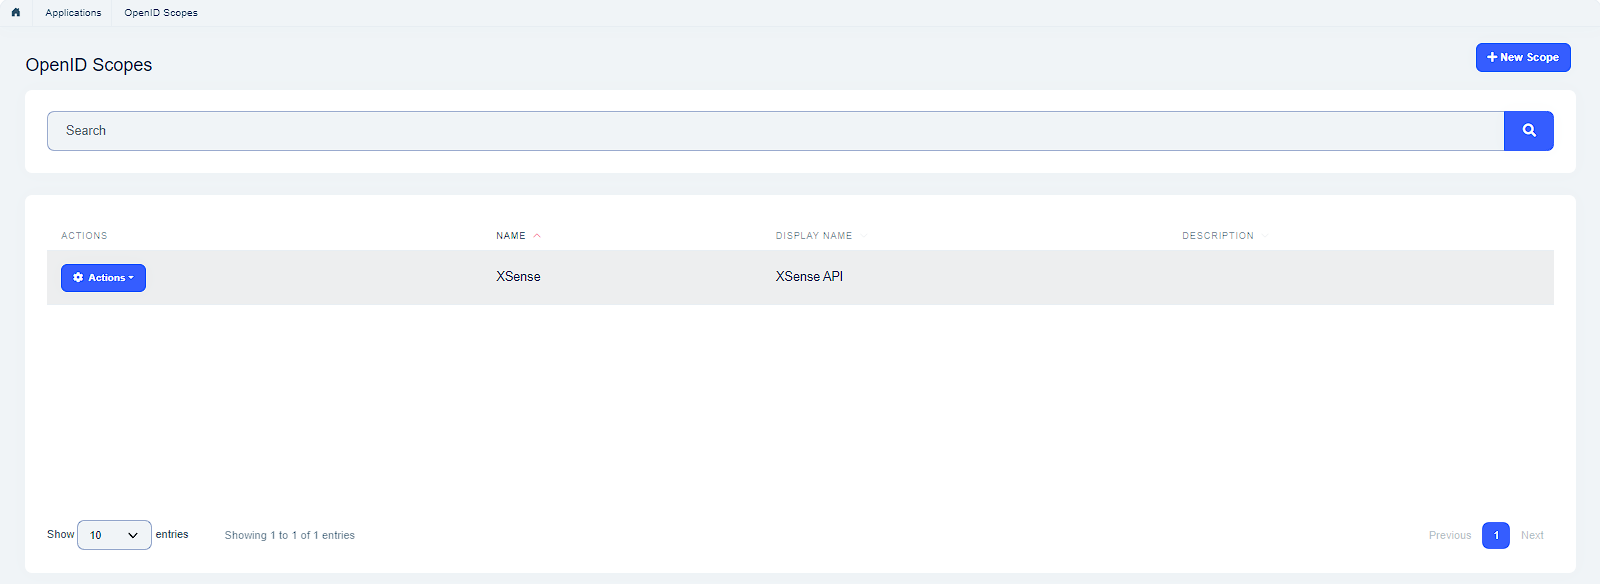 Applications OpenID Scopes
OpenID Scopes
New Scope
Search
ACTIONS NAME DISPLAY NAME DESCRIPTION
Actions XSense XSense API
Show 10 entries Showing 1 to 1 of 1 entries Previous 1 Next